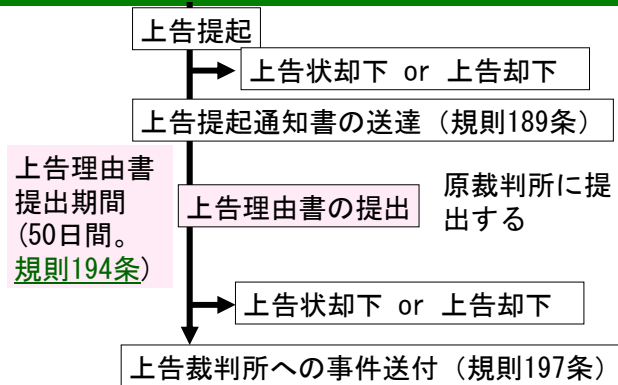 上告提起
上告状却下 or 上告却下
上告提起通知書の送達（規則189条）
上告理由書
提出期間
(50日間。
規則194条)
上告理由書の提出
原裁判所に提
出する
上告状却下 or 上告却下
上告裁判所への事件送付（規則197条）